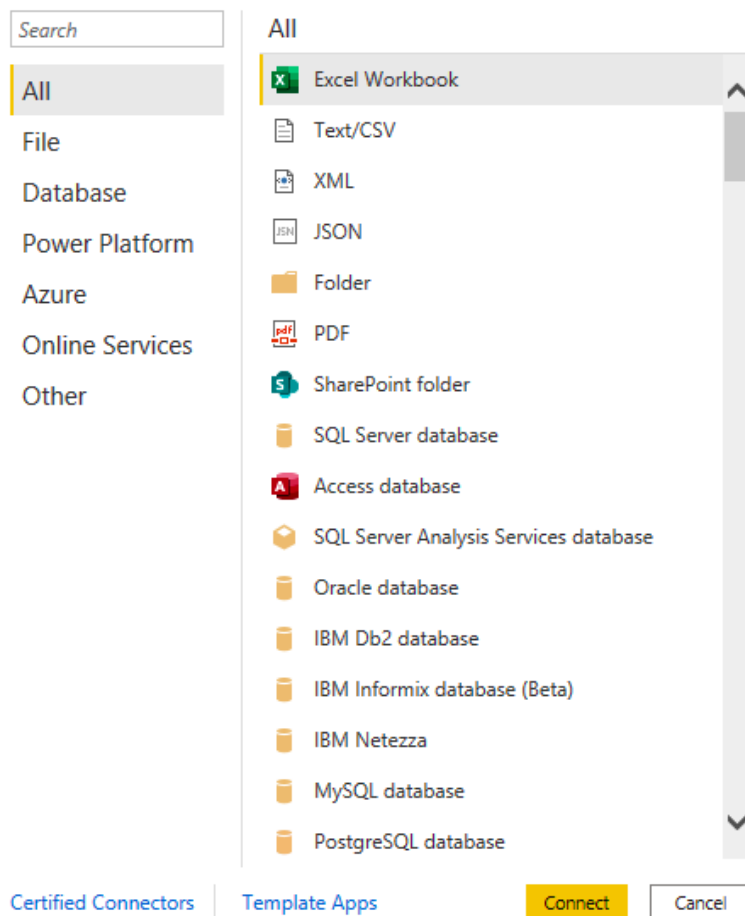 Search
All
File
Database
Power Platform
Azure
Online Services
Other
All
Excel Workbook
Text/CSV
XML
JSN JSON
Folder
pdf PDF
S SharePoint folder
SQL Server database
A Access database
SQL Server Analysis Services database
Oracle database
IBM Db2 database
IBM Informix database (Beta)
IBM Netezza
MySQL database
PostgreSQL database
Certified Connectors
Template Apps
Connect
Cancel